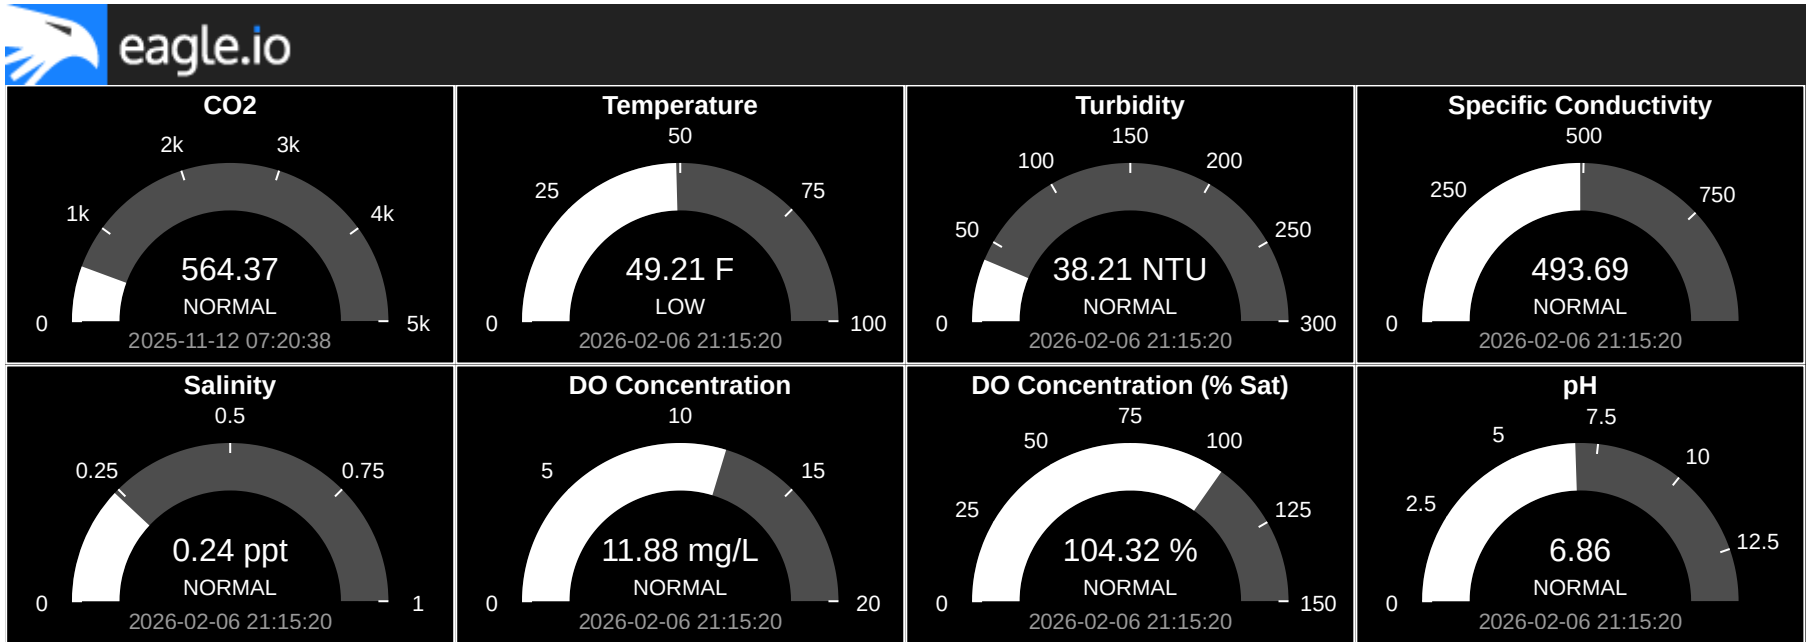 eagle.io
CO2
0
1k
2k
3k
4k
5k
564.37
NORMAL
2025-11-12 07:20:38
Temperature
0
25
50
75
100
49.21 F
LOW
2026-02-06 21:15:20
Turbidity
0
50
100
150
200
250
300
38.21 NTU
NORMAL
2026-02-06 21:15:20
Specific Conductivity
0
250
500
750
493.69
NORMAL
2026-02-06 21:15:20
Salinity
0
0.25
0.5
0.75
1
0.24 ppt
NORMAL
2026-02-06 21:15:20
DO Concentration
0
5
10
15
20
11.88 mg/L
NORMAL
2026-02-06 21:15:20
DO Concentration (% Sat)
0
25
50
75
100
125
150
104.32 %
NORMAL
2026-02-06 21:15:20
pH
0
2.5
5
7.5
10
12.5
6.86
NORMAL
2026-02-06 21:15:20